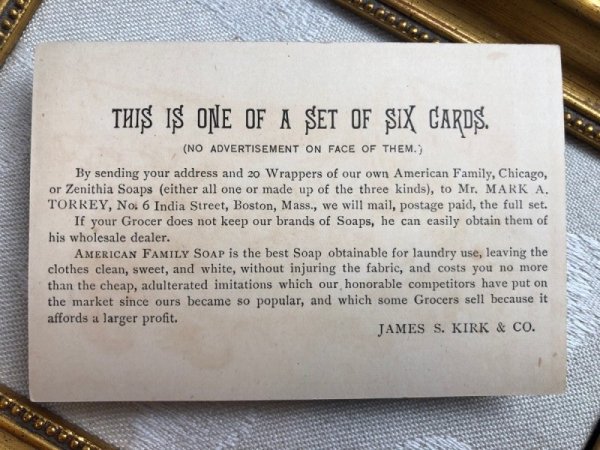 THIS IS ONE OF A SET OF SIX CARDS.
(NO ADVERTISEMENT ON FACE OF THEM.)
By sending your address and 20 Wrappers of our own American Family, Chicago,
or Zenithia Soaps (either all one or made up of the three kinds), to Mr. MARK A.
TORREY, No. 6 India Street, Boston, Mass., we will mail, postage paid, the full set.
If your Grocer does not keep our brands of Soaps, he can easily obtain them of
his wholesale dealer.
AMERICAN FAMILY SOAP is the best Soap obtainable for laundry use, leaving the
clothes clean, sweet, and white, without injuring the fabric, and costs you no more
than the cheap, adulterated imitations which our honorable competitors have put on
the market since ours became so popular, and which some Grocers sell because it
affords a larger profit.
JAMES S. KIRK & CO.